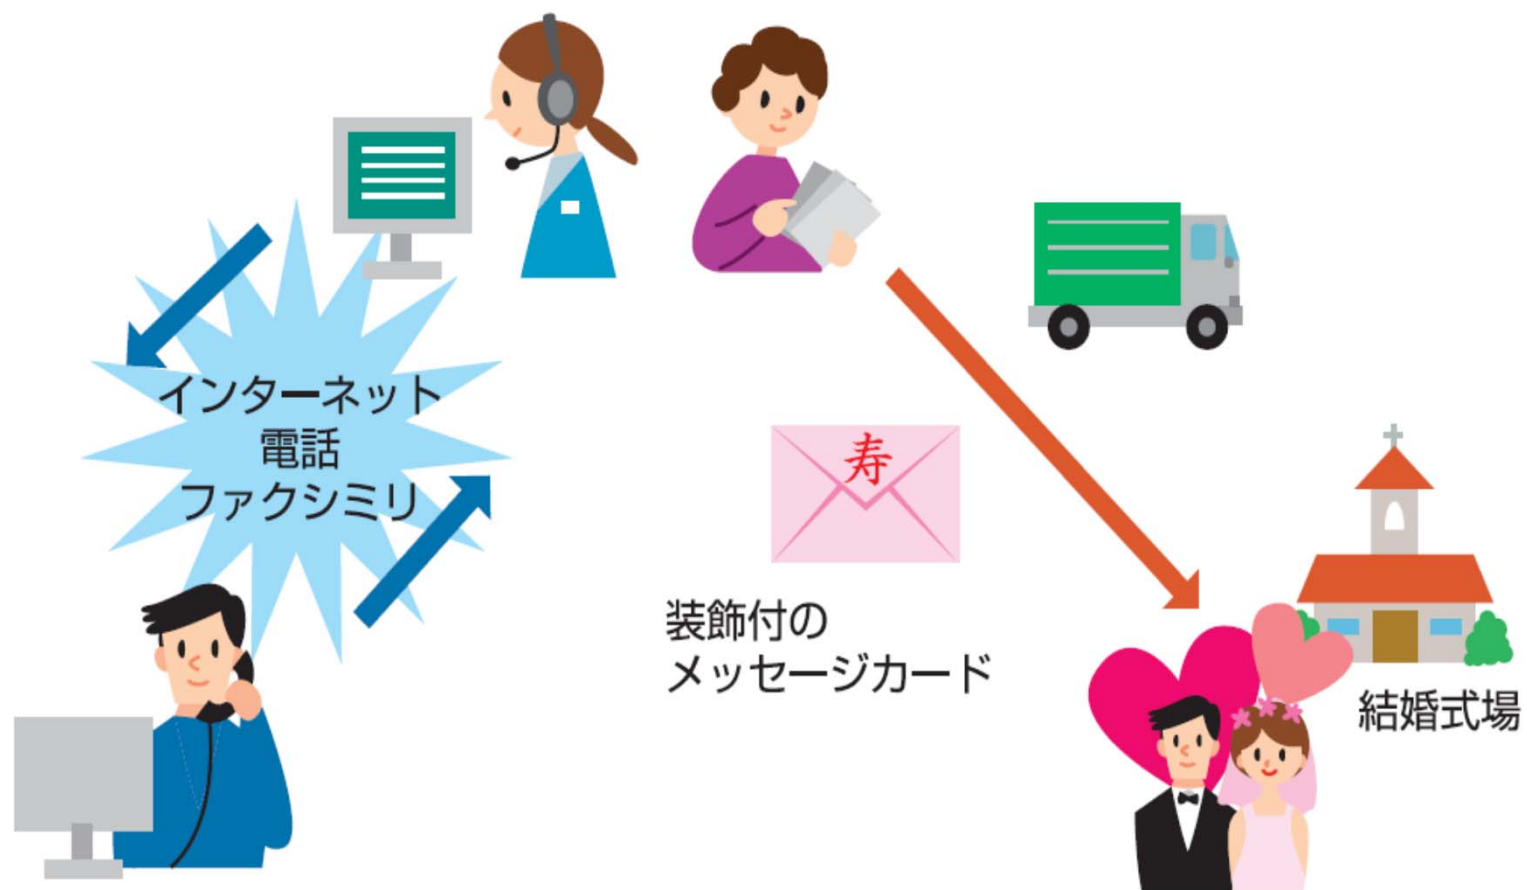 インターネット
電話
ファクシミリ
寿
装飾付の
メッセージカード
結婚式場